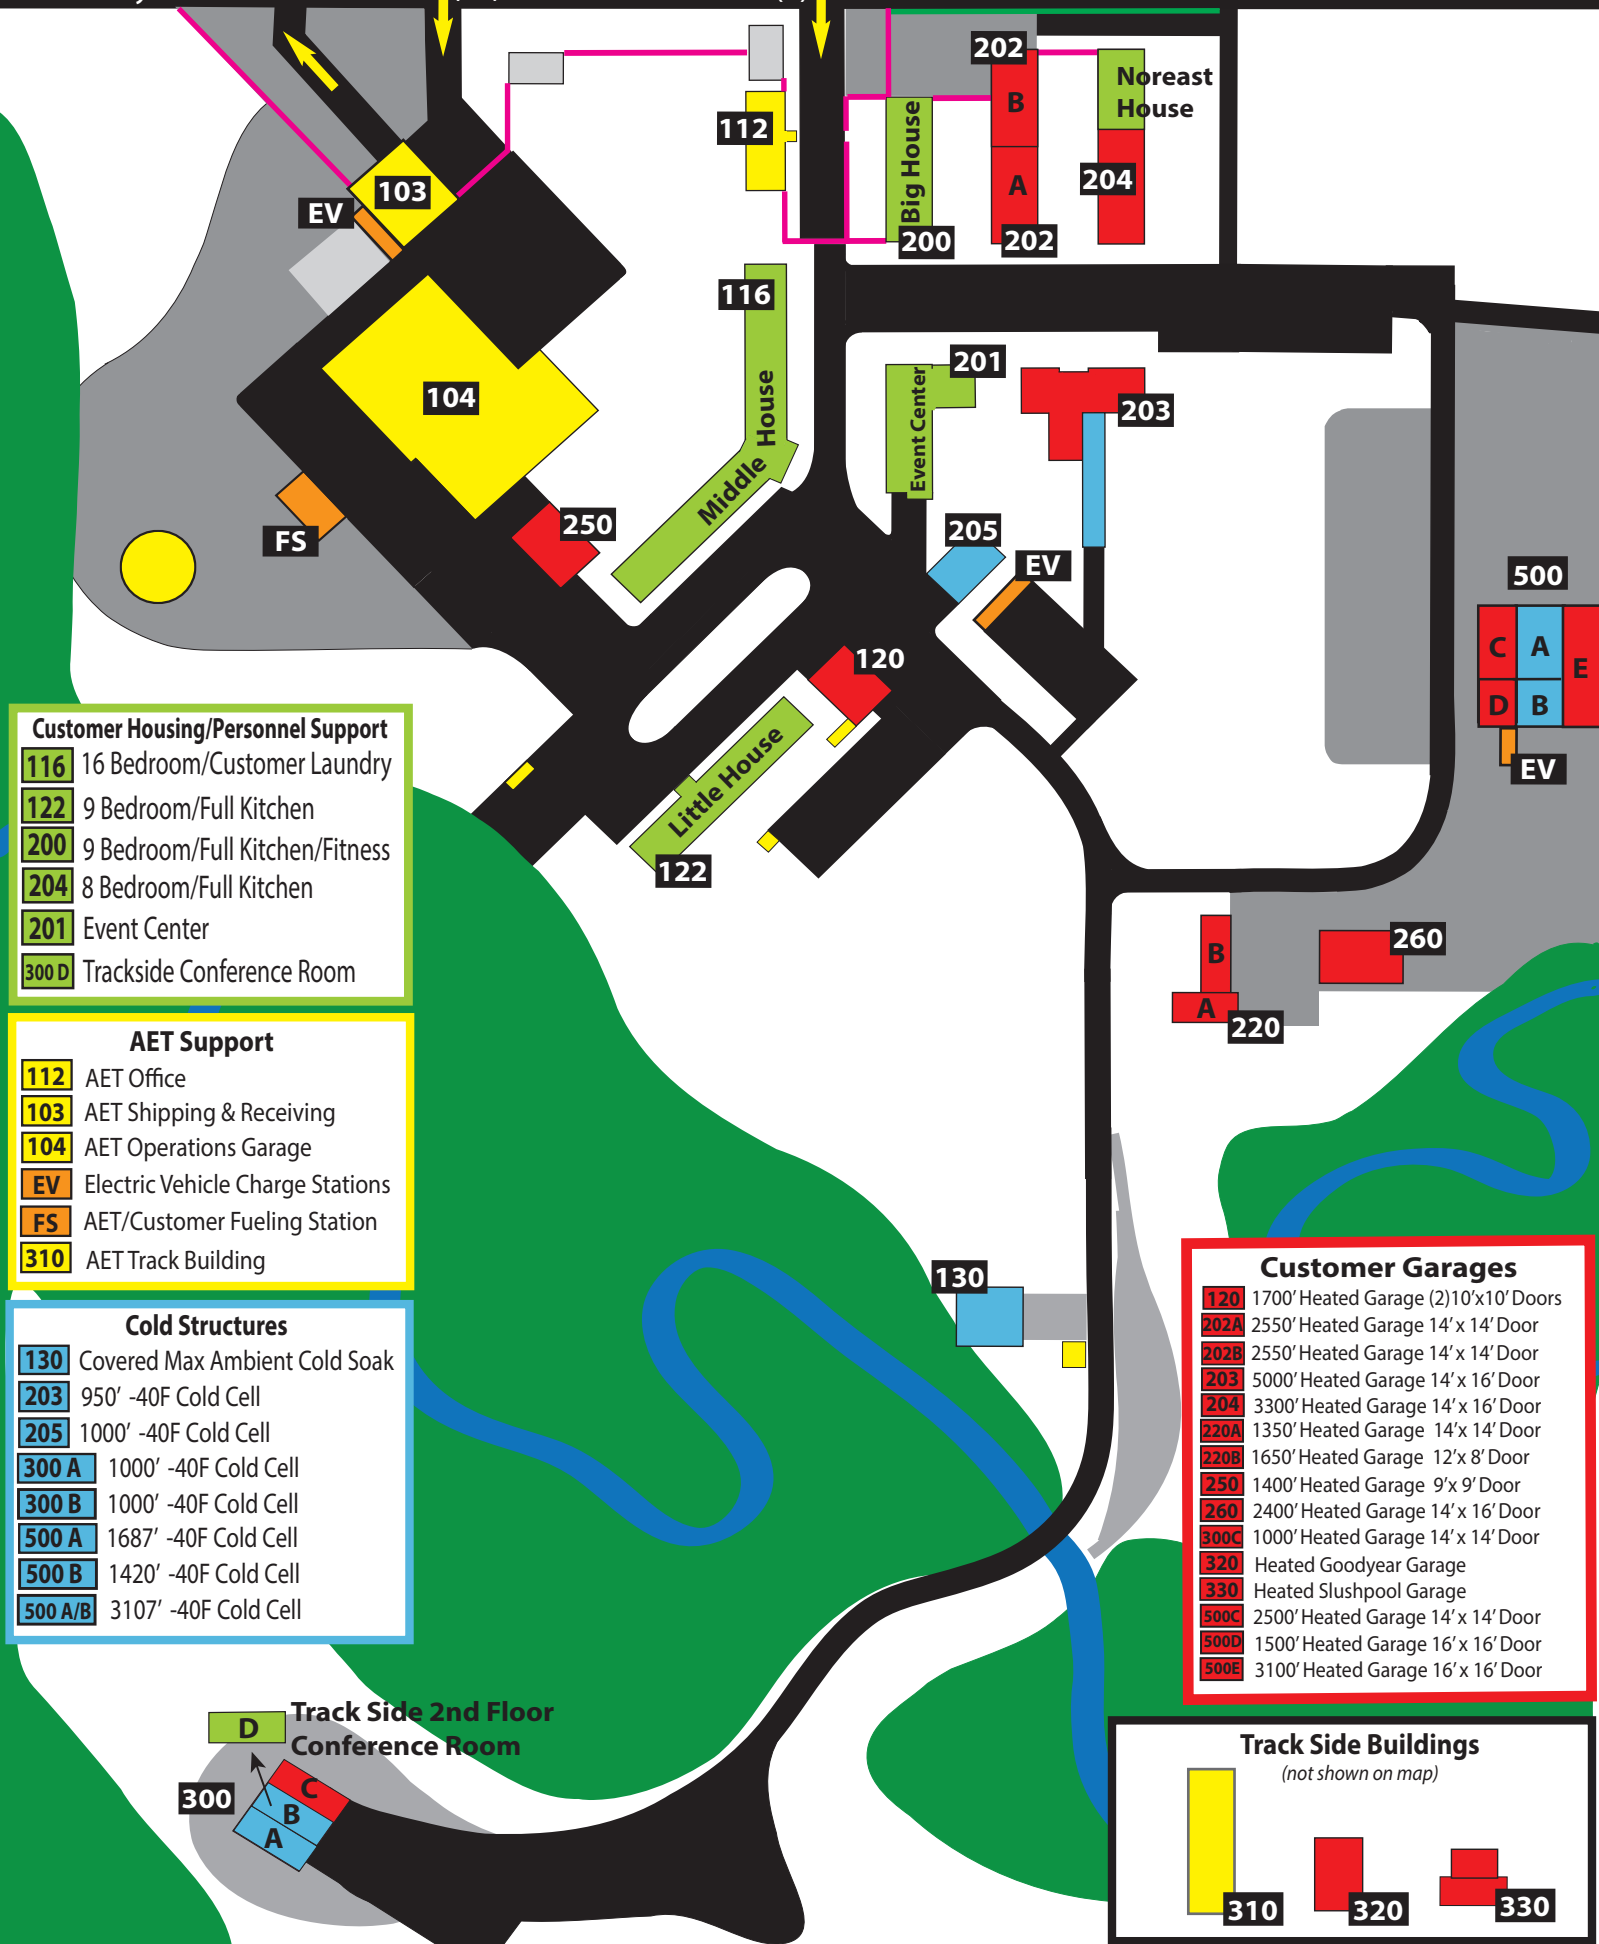 202
Noreast
House
B
112
Big House
A
204
103
EV
200
202
116
House
Middle
104
201
Event Center
203
250
FS
205
EV
500
C
A
E
D
B
EV
120
Little House
122
Customer Housing/Personnel Support
116 16 Bedroom/Customer Laundry
122 9 Bedroom/Full Kitchen
200 9 Bedroom/Full Kitchen/Fitness
204 8 Bedroom/Full Kitchen
201 Event Center
300 D Trackside Conference Room
B
260
A
220
AET Support
112 AET Office
103 AET Shipping & Receiving
104 AET Operations Garage
EV Electric Vehicle Charge Stations
FS AET/Customer Fueling Station
310 AET Track Building
130
Cold Structures
130 Covered Max Ambient Cold Soak
203 950’ -40F Cold Cell
205 1000’ -40F Cold Cell
300 A 1000’ -40F Cold Cell
300 B 1000’ -40F Cold Cell
500 A 1687’ -40F Cold Cell
500 B 1420’ -40F Cold Cell
500 A/B 3107’ -40F Cold Cell
Customer Garages
120 1700’ Heated Garage (2)10’x10’ Doors
202A 2550’ Heated Garage 14’ x 14’ Door
202B 2550’ Heated Garage 14’ x 14’ Door
203 5000’ Heated Garage 14’ x 16’ Door
204 3300’ Heated Garage 14’ x 16’ Door
220A 1350’ Heated Garage 14’x 14’ Door
220B 1650’ Heated Garage 12’x 8’ Door
250 1400’ Heated Garage 9’x 9’ Door
260 2400’ Heated Garage 14’ x 16’ Door
300C 1000’ Heated Garage 14’ x 14’ Door
320 Heated Goodyear Garage
330 Heated Slushpool Garage
500C 2500’ Heated Garage 14’ x 14’ Door
500D 1500’ Heated Garage 16’ x 16’ Door
500E 3100’ Heated Garage 16’ x 16’ Door
D
Track Side 2nd Floor
Conference Room
300
C
B
A
Track Side Buildings
(not shown on map)
310
320
330